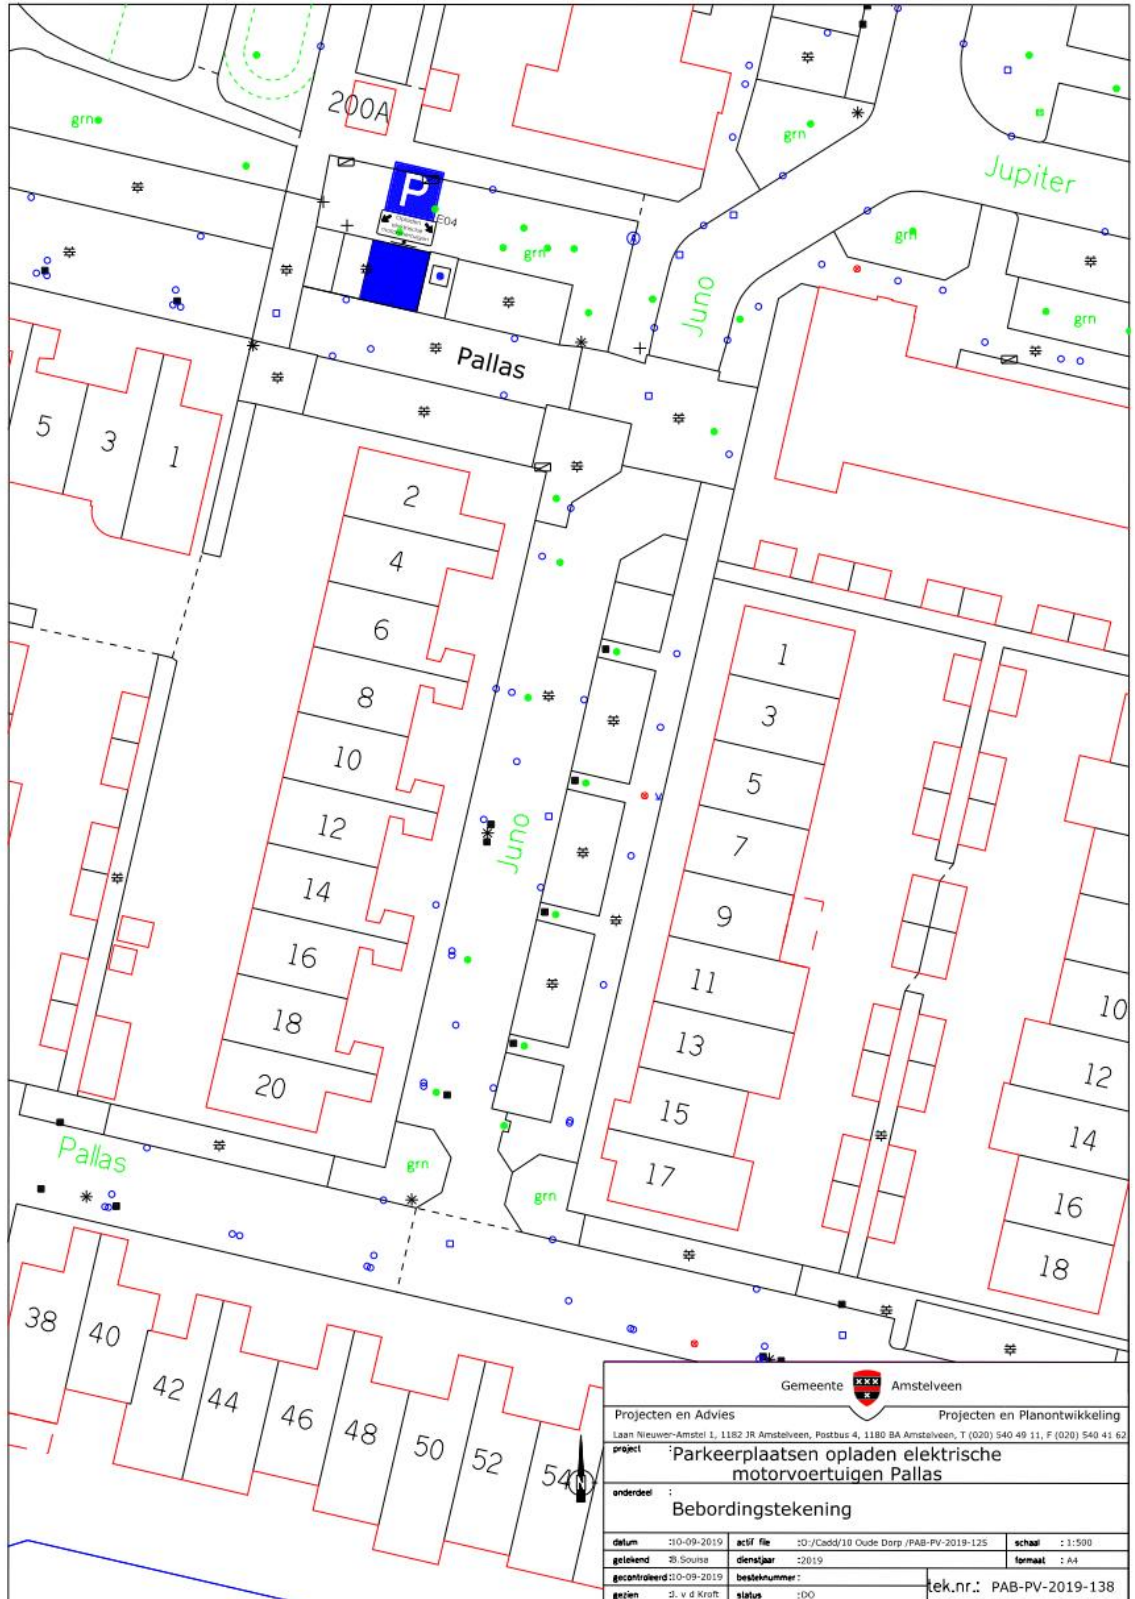 200A
grn
grn
Jupiter
P
Opladen
elektrische
motorvoertuigen
E04
grn
grn
grn
Juno
Pallas
5
3
1
2
4
6
8
10
12
14
16
18
20
Juno
1
3
5
7
9
11
13
15
17
10
12
14
16
18
Pallas
grn
grn
38
40
42
44
46
48
50
52
54
N
Gemeente Amstelveen
Projecten en Advies Projecten en Planontwikkeling
Laan Nieuwer-Amstel 1, 1182 JR Amstelveen, Postbus 4, 1180 BA Amstelveen, T (020) 540 49 11, F (020) 540 41 62
project : Parkeerplaatsen opladen elektrische
motorvoertuigen Pallas
onderdeel :
Bebordingstekening
datum :10-09-2019 actif file :O:/Cadd/10 Oude Dorp /PAB-PV-2019-125 schaal : 1:500
getekend :B.Souisa dienstjaar :2019 formaat : A4
gecontroleerd:10-09-2019 besteknummer :
gezien :J. v d Kroft status :DO tek.nr.: PAB-PV-2019-138